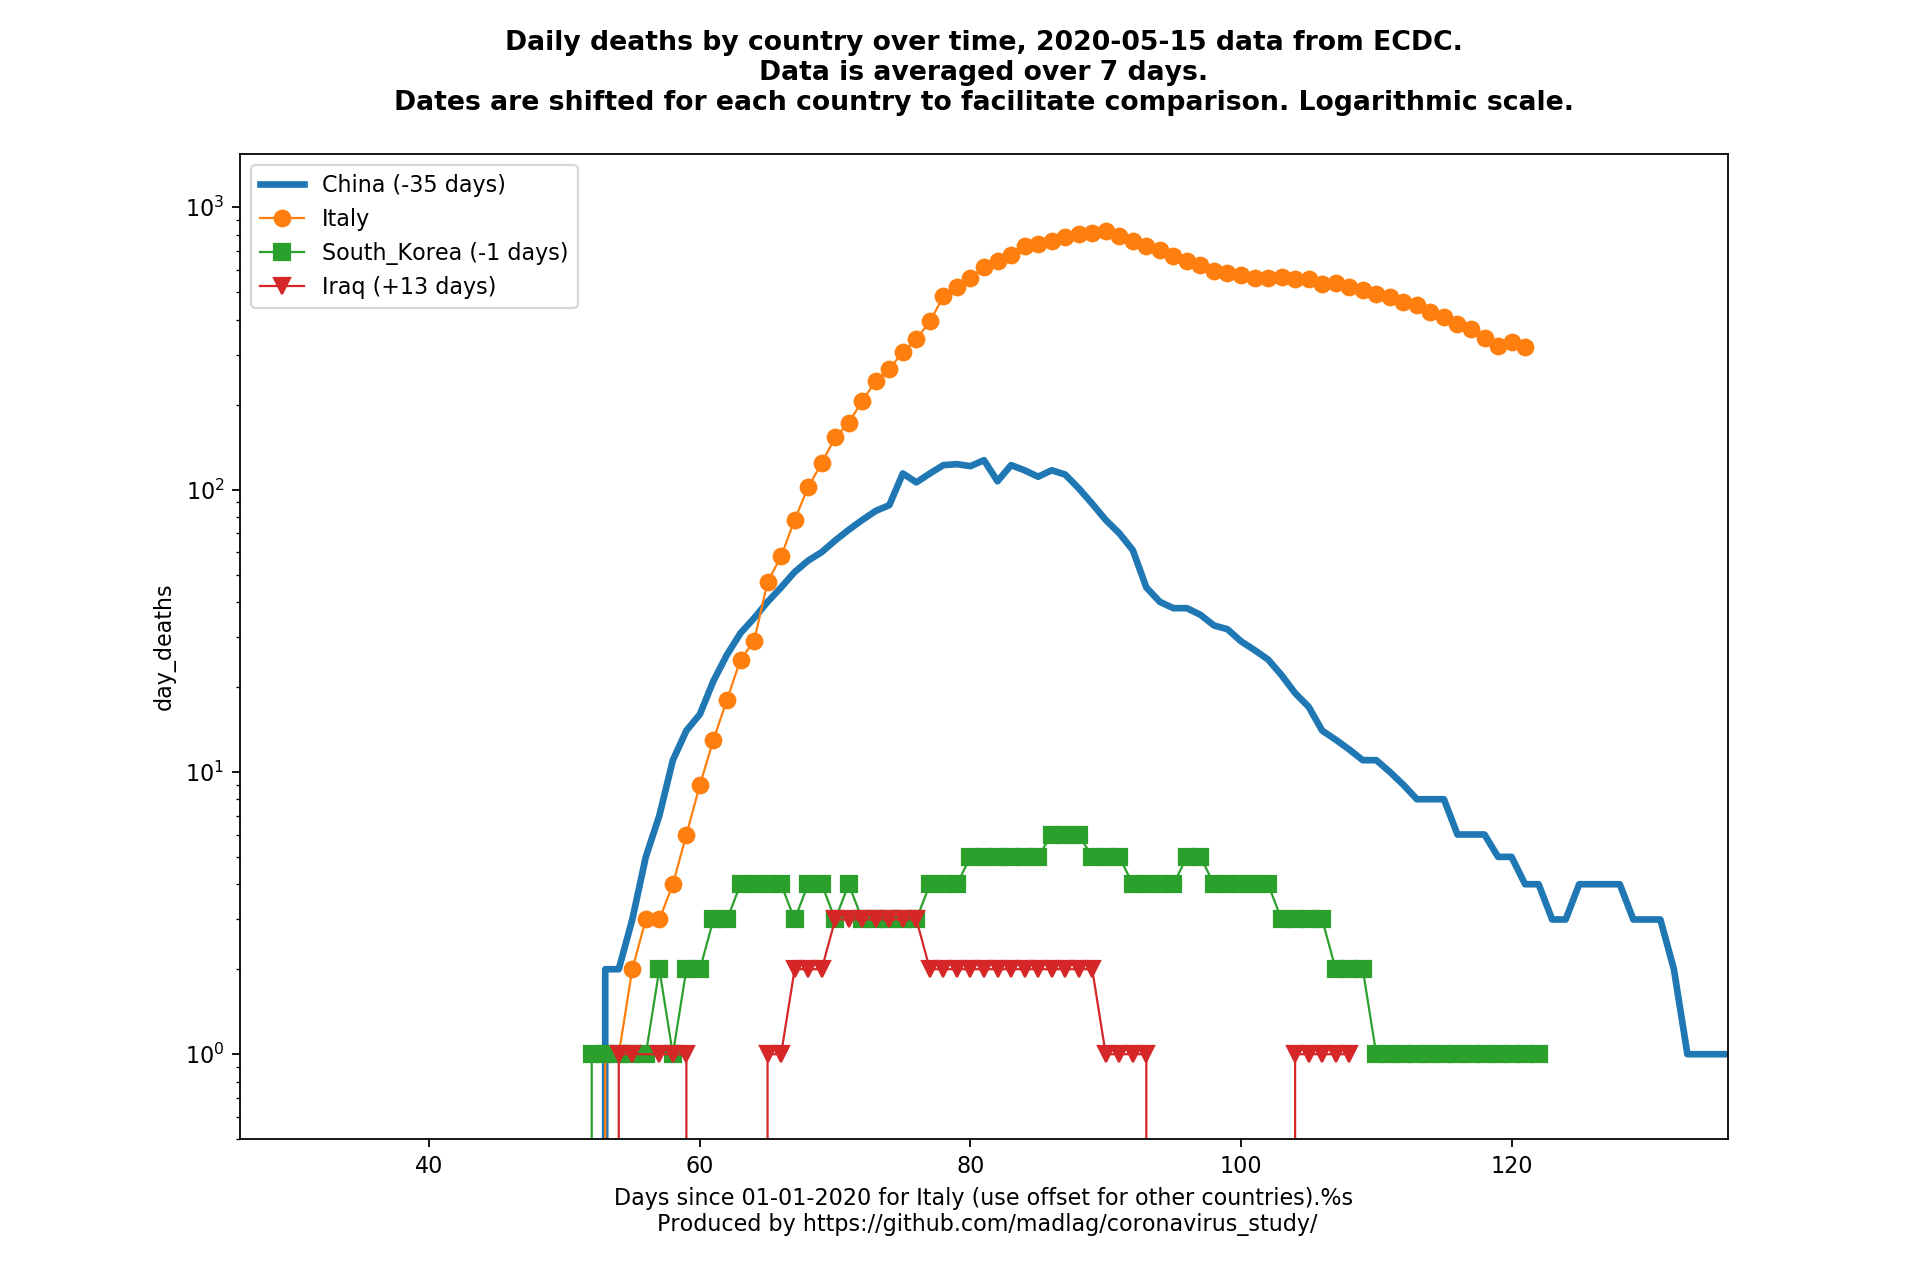 Daily deaths by country over time, 2020-05-15 data from ECDC.
Data is averaged over 7 days.
Dates are shifted for each country to facilitate comparison. Logarithmic scale.
China (-35 days)
Italy
South_Korea (-1 days)
Iraq (+13 days)
10³
10²
10¹
10⁰
day_deaths
40 60 80 100 120
Days since 01-01-2020 for Italy (use offset for other countries).%s
Produced by https://github.com/madlag/coronavirus_study/